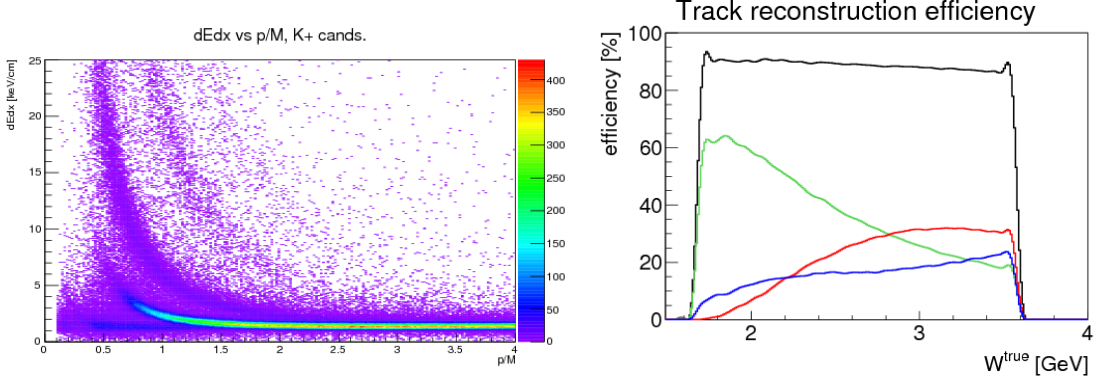 dEdx vs p/M, K+ cands.
dEdx [keV/cm]
25
20
15
10
5
0
0 0.5 1 1.5 2 2.5 3 3.5 4
p/M
400
350
300
250
200
150
100
50
0
Track reconstruction efficiency
efficiency [%]
100
80
60
40
20
0
2 3 4
W^true [GeV]